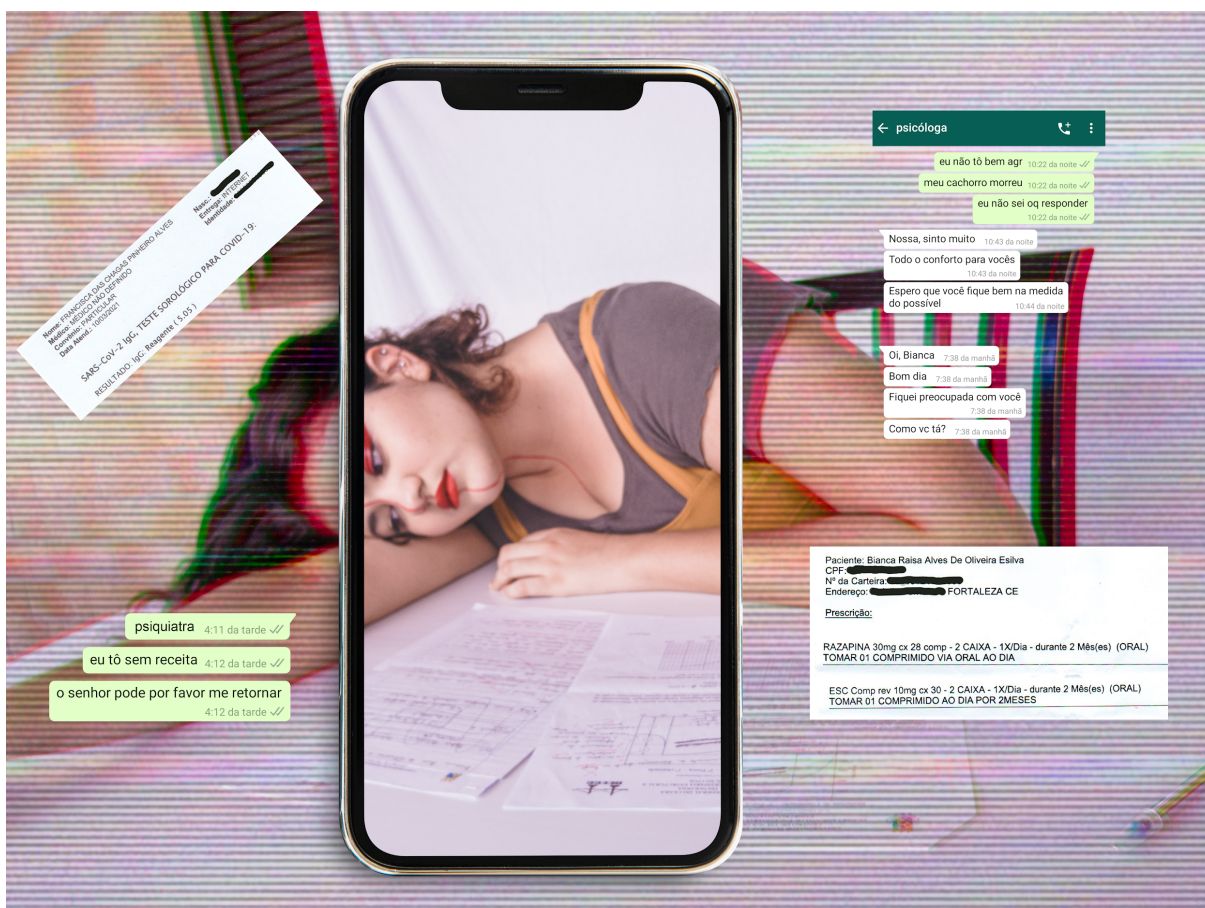 Nasc.:
Entrega: INTERNET
Identidade:
Nome: FRANCISCA DAS CHAGAS PINHEIRO ALVES
Médico: MÉDICO NÃO DEFINIDO
Convênio: PARTICULAR
Data Atend.: 10/03/2021
SARS-CoV-2 IgG, TESTE SOROLÓGICO PARA COVID-19:
RESULTADO: IgG: Reagente ( 5.05 )
psicóloga
eu não tô bem agr 10:22 da noite
meu cachorro morreu 10:22 da noite
eu não sei oq responder
10:22 da noite
Nossa, sinto muito 10:43 da noite
Todo o conforto para vocês
10:43 da noite
Espero que você fique bem na medida
do possível 10:44 da noite
Oi, Bianca 7:38 da manhã
Bom dia 7:38 da manhã
Fiquei preocupada com você
7:38 da manhã
Como vc tá? 7:38 da manhã
psiquiatra 4:11 da tarde
eu tô sem receita 4:12 da tarde
o senhor pode por favor me retornar
4:12 da tarde
Paciente: Bianca Raisa Alves De Oliveira Esilva
CPF:
Nº da Carteira:
Endereço: FORTALEZA CE
Prescrição:
RAZAPINA 30mg cx 28 comp - 2 CAIXA - 1X/Dia - durante 2 Mês(es) (ORAL)
TOMAR 01 COMPRIMIDO VIA ORAL AO DIA
ESC Comp rev 10mg cx 30 - 2 CAIXA - 1X/Dia - durante 2 Mês(es) (ORAL)
TOMAR 01 COMPRIMIDO AO DIA POR 2MESES